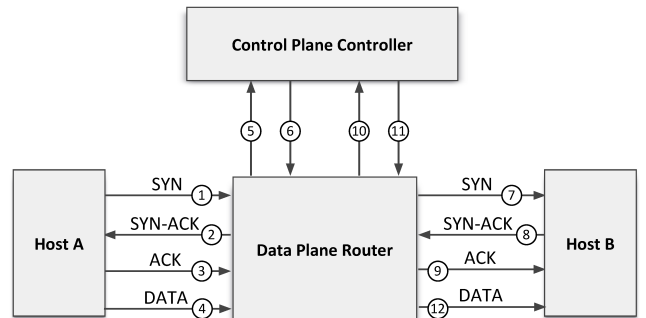 Control Plane Controller
5 6 10 11
SYN 1 SYN 7
SYN-ACK 2 SYN-ACK 8
Host A Data Plane Router Host B
ACK 3 9 ACK
DATA 4 12 DATA